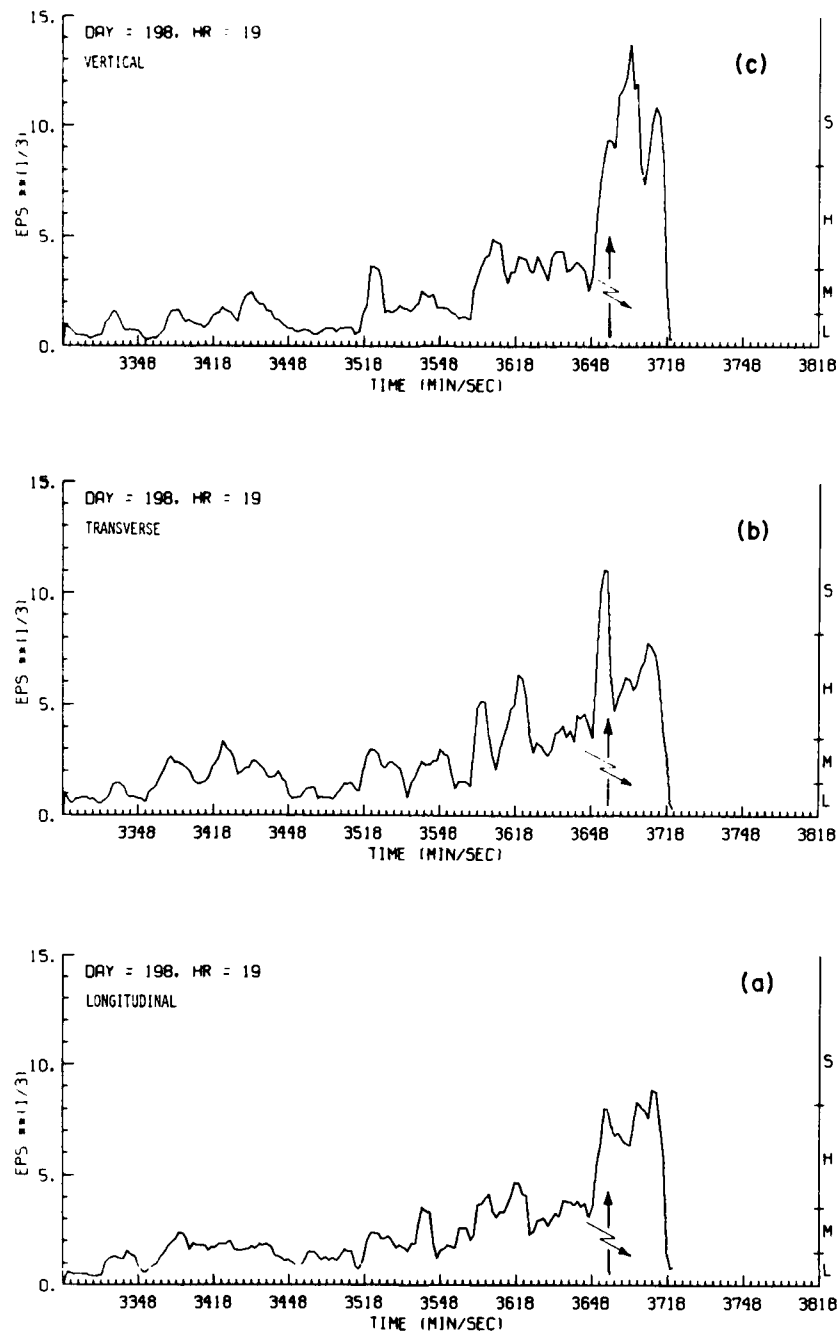 15.
DAY = 198. HR = 19
VERTICAL
(c)
10.
5.
0.
EPS **(1/3)
S
H
M
L
3348 3418 3448 3518 3548 3618 3648 3718 3748 3818
TIME (MIN/SEC)
15.
DAY = 198. HR = 19
TRANSVERSE
(b)
10.
5.
0.
EPS **(1/3)
S
H
M
L
3348 3418 3448 3518 3548 3618 3648 3718 3748 3818
TIME (MIN/SEC)
15.
DAY = 198. HR = 19
LONGITUDINAL
(a)
10.
5.
0.
EPS **(1/3)
S
H
M
L
3348 3418 3448 3518 3548 3618 3648 3718 3748 3818
TIME (MIN/SEC)